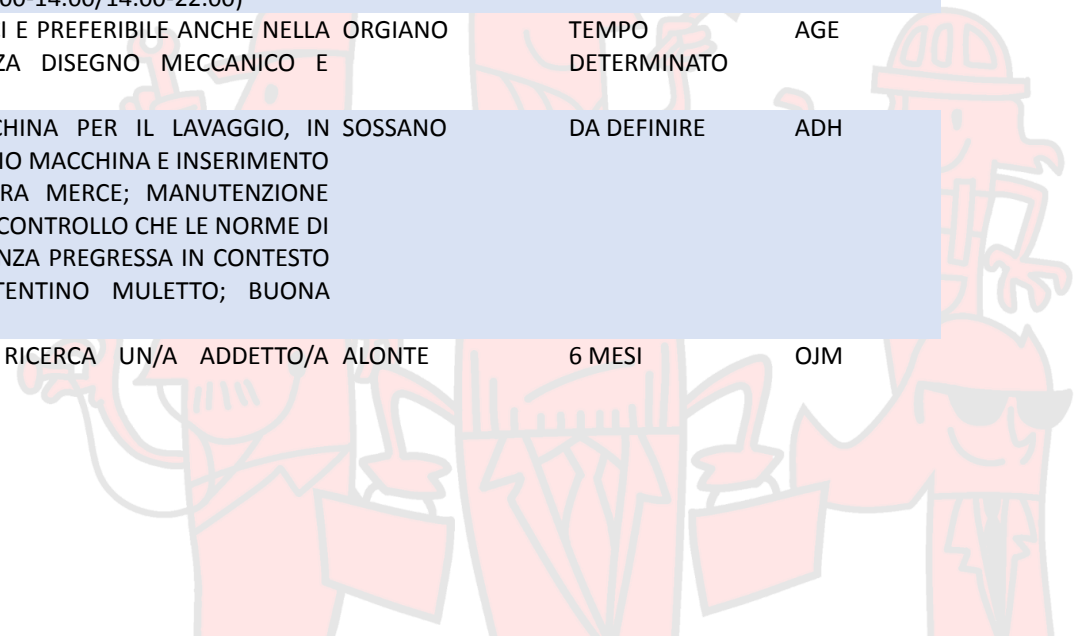 00-14.00/14.00-22.00)
I E PREFERIBILE ANCHE NELLA ORGIANO TEMPO AGE
ZA DISEGNO MECCANICO E DETERMINATO
CHINA PER IL LAVAGGIO, IN SOSSANO DA DEFINIRE ADH
IO MACCHINA E INSERIMENTO
RA MERCE; MANUTENZIONE
CONTROLLO CHE LE NORME DI
NZA PREGRESSA IN CONTESTO
TENTINO MULETTO; BUONA
RICERCA UN/A ADDETTO/A ALONTE 6 MESI OJM